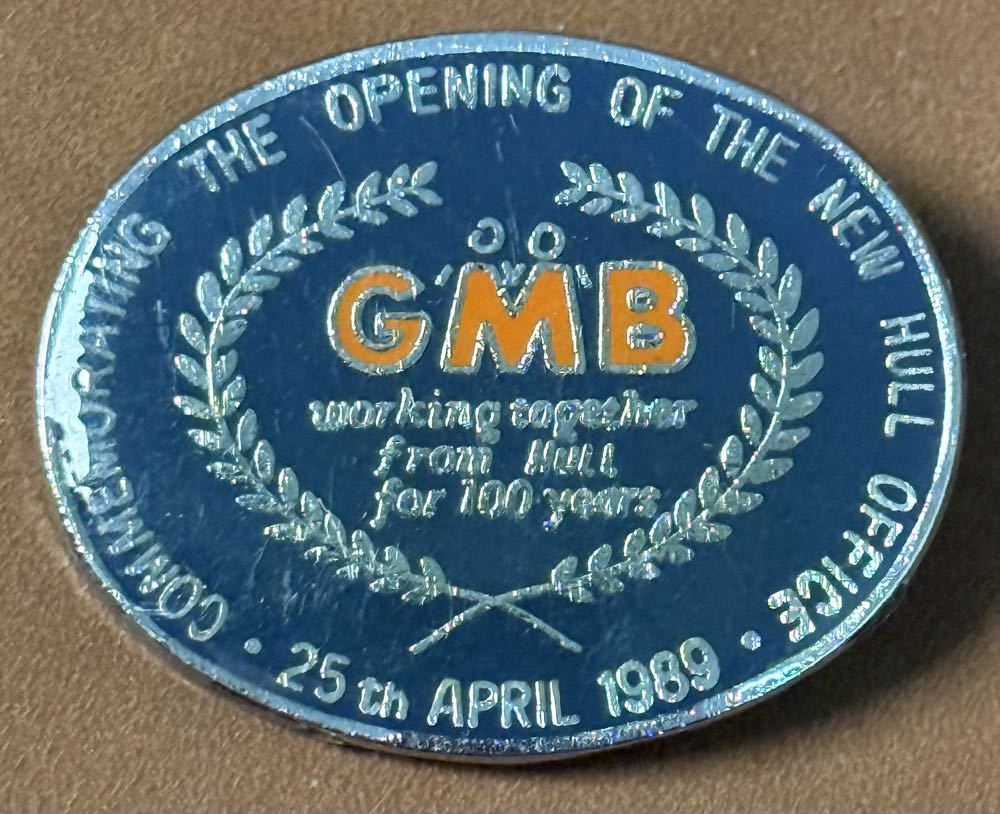 COMMEMORATING THE OPENING OF THE NEW HULL OFFICE
GMB
working together
from Hull
for 100 years
• 25th APRIL 1989 •